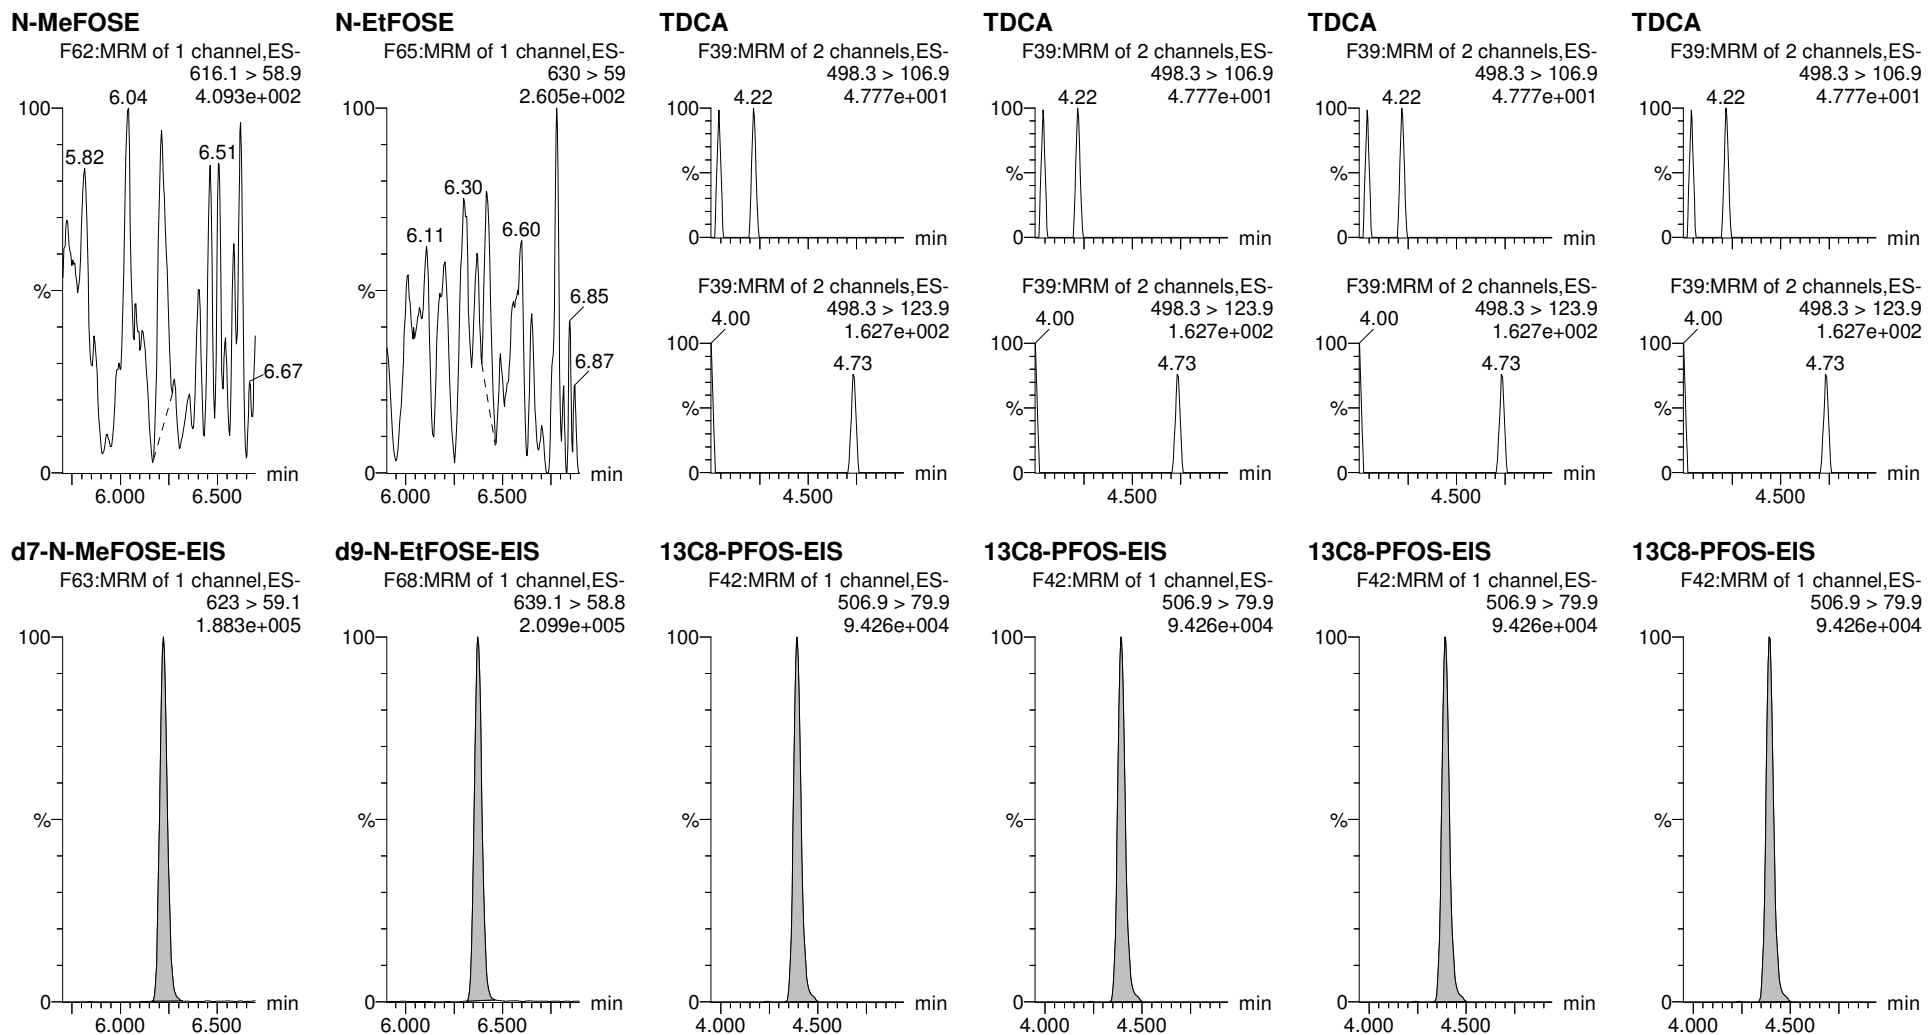 N-MeFOSE
F62:MRM of 1 channel,ES-
616.1 > 58.9
4.093e+002
100
6.04
5.82
6.51
%
6.67
0
min
6.000
6.500
N-EtFOSE
F65:MRM of 1 channel,ES-
630 > 59
2.605e+002
100
6.30
6.11
6.60
%
6.85
6.87
0
min
6.000
6.500
TDCA
F39:MRM of 2 channels,ES-
498.3 > 106.9
4.777e+001
100
4.22
%
0
min
F39:MRM of 2 channels,ES-
498.3 > 123.9
4.00
1.627e+002
100
4.73
%
0
min
4.500
TDCA
F39:MRM of 2 channels,ES-
498.3 > 106.9
4.777e+001
100
4.22
%
0
min
F39:MRM of 2 channels,ES-
498.3 > 123.9
4.00
1.627e+002
100
4.73
%
0
min
4.500
TDCA
F39:MRM of 2 channels,ES-
498.3 > 106.9
4.777e+001
100
4.22
%
0
min
F39:MRM of 2 channels,ES-
498.3 > 123.9
4.00
1.627e+002
100
4.73
%
0
min
4.500
TDCA
F39:MRM of 2 channels,ES-
498.3 > 106.9
4.777e+001
100
4.22
%
0
min
F39:MRM of 2 channels,ES-
498.3 > 123.9
4.00
1.627e+002
100
4.73
%
0
min
4.500
d7-N-MeFOSE-EIS
F63:MRM of 1 channel,ES-
623 > 59.1
1.883e+005
100
%
0
min
6.000
6.500
d9-N-EtFOSE-EIS
F68:MRM of 1 channel,ES-
639.1 > 58.8
2.099e+005
100
%
0
min
6.000
6.500
13C8-PFOS-EIS
F42:MRM of 1 channel,ES-
506.9 > 79.9
9.426e+004
100
%
0
min
4.000
4.500
13C8-PFOS-EIS
F42:MRM of 1 channel,ES-
506.9 > 79.9
9.426e+004
100
%
0
min
4.000
4.500
13C8-PFOS-EIS
F42:MRM of 1 channel,ES-
506.9 > 79.9
9.426e+004
100
%
0
min
4.000
4.500
13C8-PFOS-EIS
F42:MRM of 1 channel,ES-
506.9 > 79.9
9.426e+004
100
%
0
min
4.000
4.500